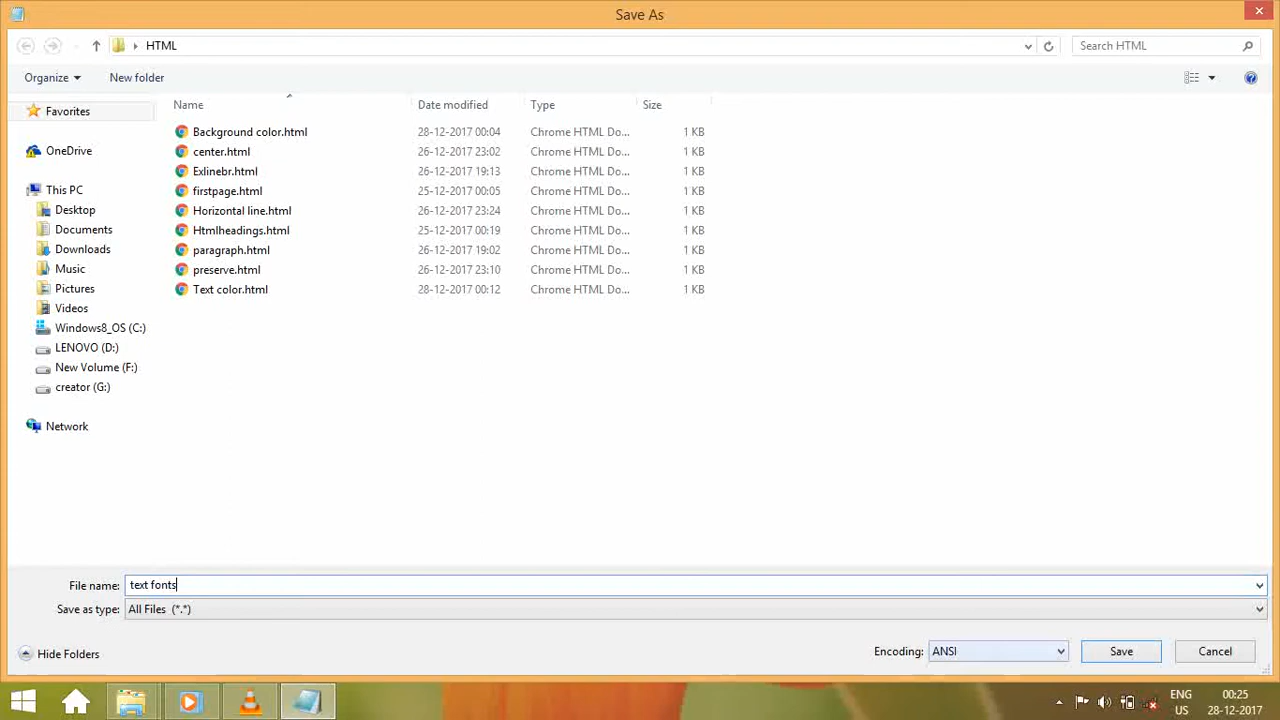 Save As
HTML
Search HTML
Organize New folder
Name Date modified Type Size
Favorites
OneDrive
This PC
Desktop
Documents
Downloads
Music
Pictures
Videos
Windows8_OS (C:)
LENOVO (D:)
New Volume (F:)
creator (G:)
Network
Background color.html 28-12-2017 00:04 Chrome HTML Do... 1 KB
center.html 26-12-2017 23:02 Chrome HTML Do... 1 KB
Exlinebr.html 26-12-2017 19:13 Chrome HTML Do... 1 KB
firstpage.html 25-12-2017 00:05 Chrome HTML Do... 1 KB
Horizontal line.html 26-12-2017 23:24 Chrome HTML Do... 1 KB
Htmlheadings.html 25-12-2017 00:19 Chrome HTML Do... 1 KB
paragraph.html 26-12-2017 19:02 Chrome HTML Do... 1 KB
preserve.html 26-12-2017 23:10 Chrome HTML Do... 1 KB
Text color.html 28-12-2017 00:12 Chrome HTML Do... 1 KB
File name: text fonts
Save as type: All Files (*.*)
Hide Folders
Encoding: ANSI Save Cancel
ENG 00:25
US 28-12-2017